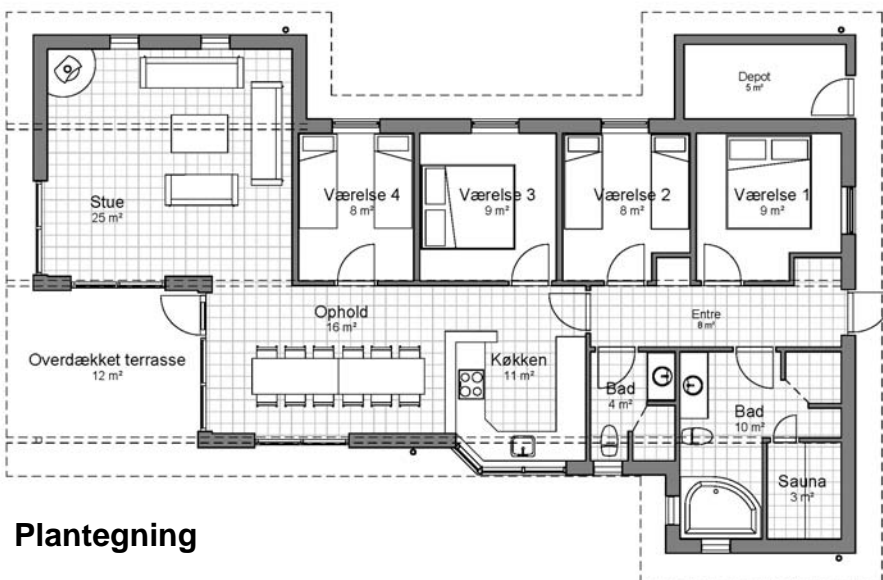 Depot
5 m²
Stue
25 m²
Værelse 4
8 m²
Værelse 3
9 m²
Værelse 2
8 m²
Værelse 1
9 m²
Ophold
16 m²
Entre
8 m²
Overdækket terrasse
12 m²
Køkken
11 m²
Bad
4 m²
Bad
10 m²
Sauna
3 m²
Plantegning